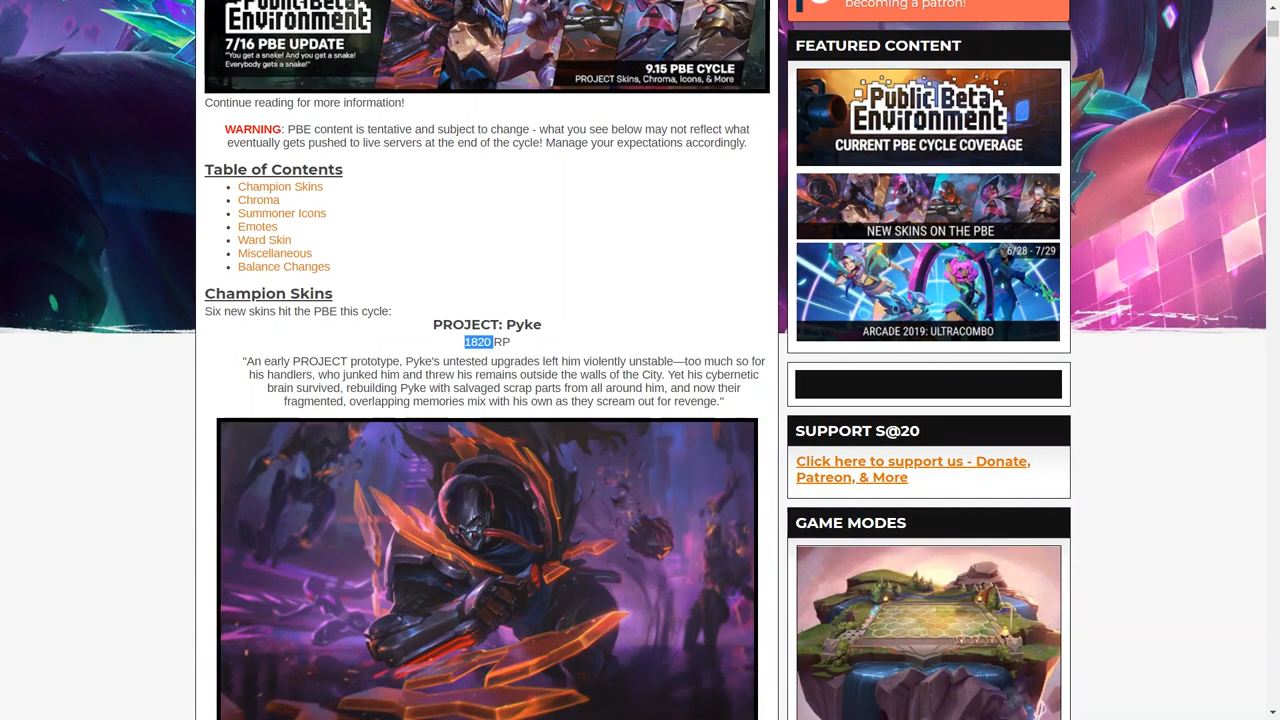 Public Beta
Environment
7/16 PBE UPDATE
"You get a snake! And you get a snake!
Everybody gets a snake!"
9.15 PBE CYCLE
PROJECT Skins, Chroma, Icons, & More
Continue reading for more information!
WARNING: PBE content is tentative and subject to change - what you see below may not reflect what
eventually gets pushed to live servers at the end of the cycle! Manage your expectations accordingly.
Table of Contents
Champion Skins
Chroma
Summoner Icons
Emotes
Ward Skin
Miscellaneous
Balance Changes
Champion Skins
Six new skins hit the PBE this cycle:
PROJECT: Pyke
1820 RP
"An early PROJECT prototype, Pyke's untested upgrades left him violently unstable—too much so for
his handlers, who junked him and threw his remains outside the walls of the City. Yet his cybernetic
brain survived, rebuilding Pyke with salvaged scrap parts from all around him, and now their
fragmented, overlapping memories mix with his own as they scream out for revenge."
becoming a patron!
FEATURED CONTENT
Public Beta
Environment
CURRENT PBE CYCLE COVERAGE
NEW SKINS ON THE PBE
6/28 - 7/29
ARCADE 2019: ULTRACOMBO
SUPPORT S@20
Click here to support us - Donate,
Patreon, & More
GAME MODES